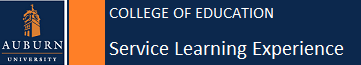 AUBURN
UNIVERSITY
COLLEGE OF EDUCATION
Service Learning Experience